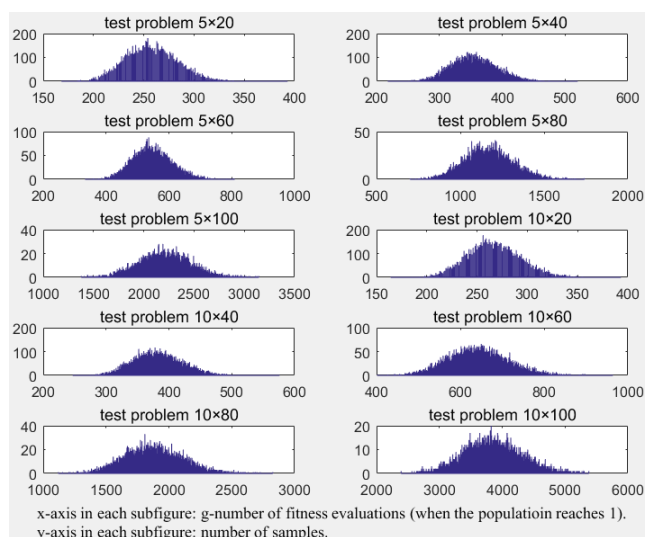 test problem 5×20
200
100
0
150 200 250 300 350 400
test problem 5×40
200
100
0
200 300 400 500 600
test problem 5×60
100
50
0
200 400 600 800 1000
test problem 5×80
50
0
500 1000 1500 2000
test problem 5×100
40
20
0
1000 1500 2000 2500 3000 3500
test problem 10×20
200
100
0
150 200 250 300 350 400
test problem 10×40
200
100
0
200 300 400 500 600
test problem 10×60
100
50
0
400 600 800 1000
test problem 10×80
40
20
0
1000 1500 2000 2500 3000
test problem 10×100
20
10
0
2000 3000 4000 5000 6000
x-axis in each subfigure: g-number of fitness evaluations (when the populatioin reaches 1).
y-axis in each subfigure: number of samples.